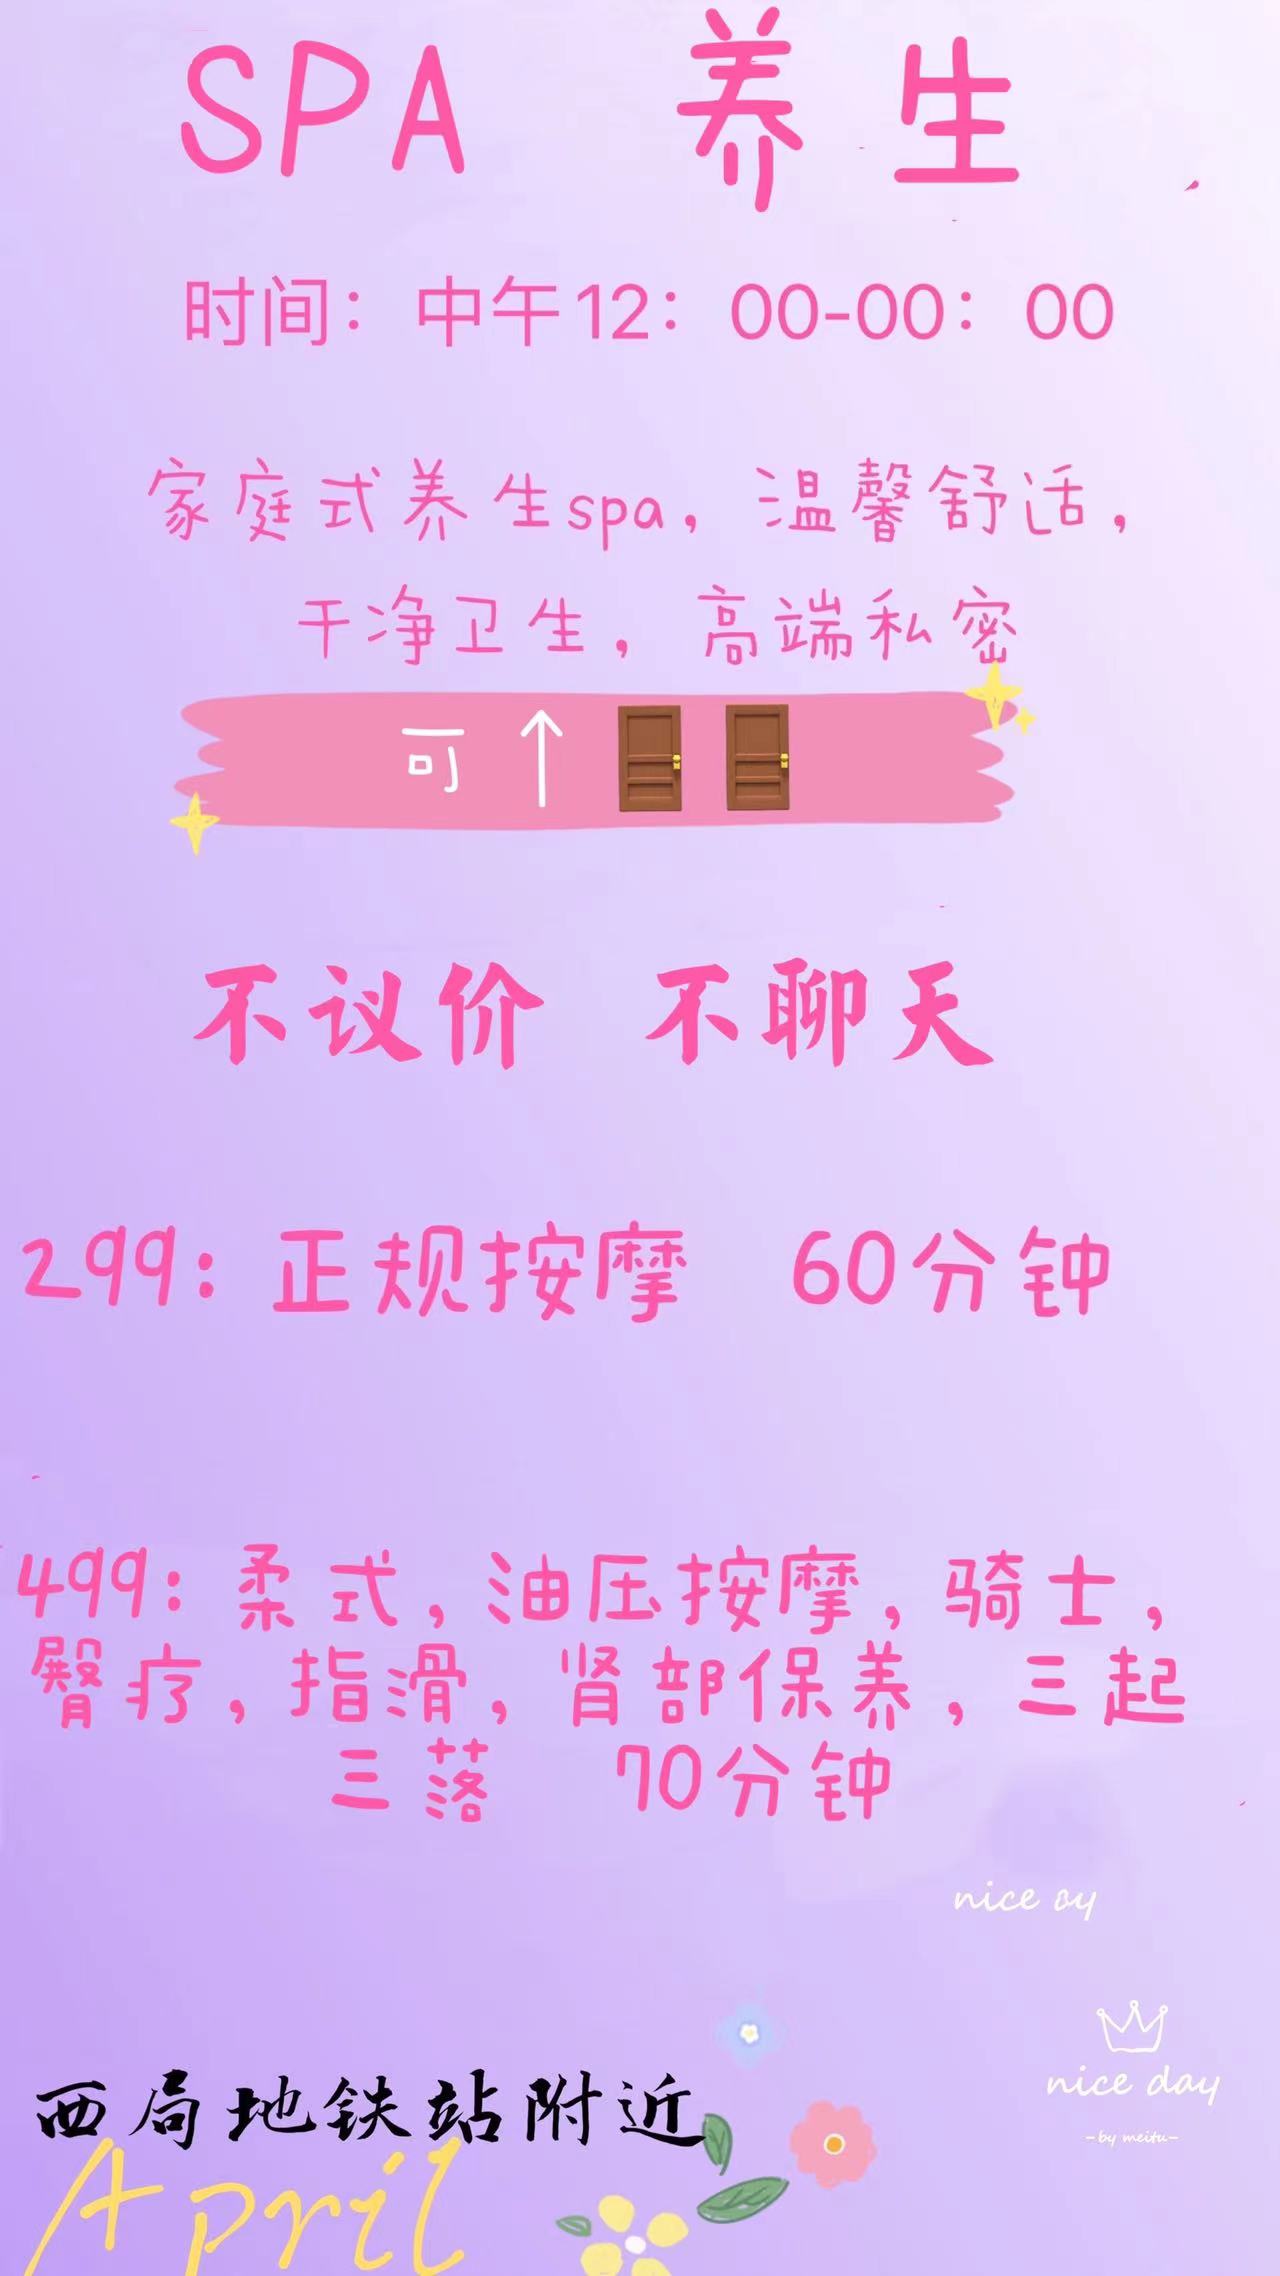 SPA 养生
时间：中午12：00-00：00
家庭式养生spa，温馨舒适，
干净卫生，高端私密
可↑🚪🚪
不议价 不聊天
299：正规按摩 60分钟
499：柔式，油压按摩，骑士，
臀疗，指滑，肾部保养，三起
三落 70分钟
nice oy
nice day
-by meitu-
西局地铁站附近
April